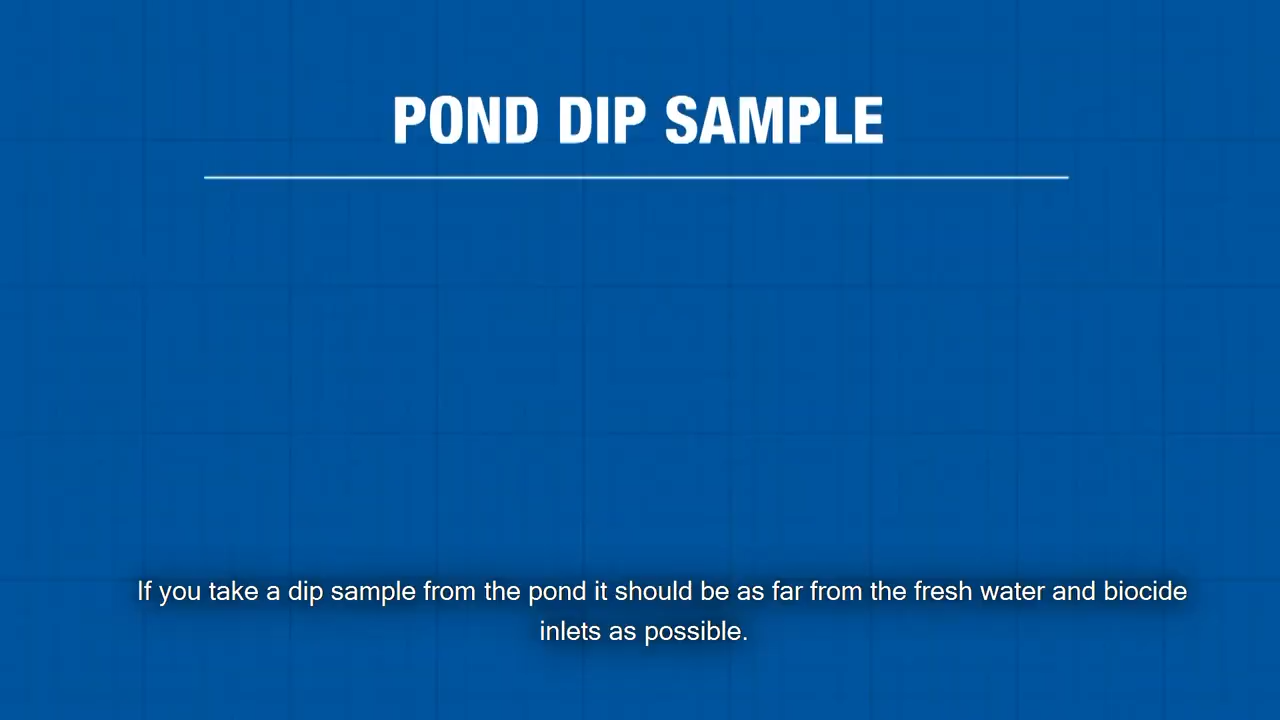 POND DIP SAMPLE
If you take a dip sample from the pond it should be as far from the fresh water and biocide
inlets as possible.